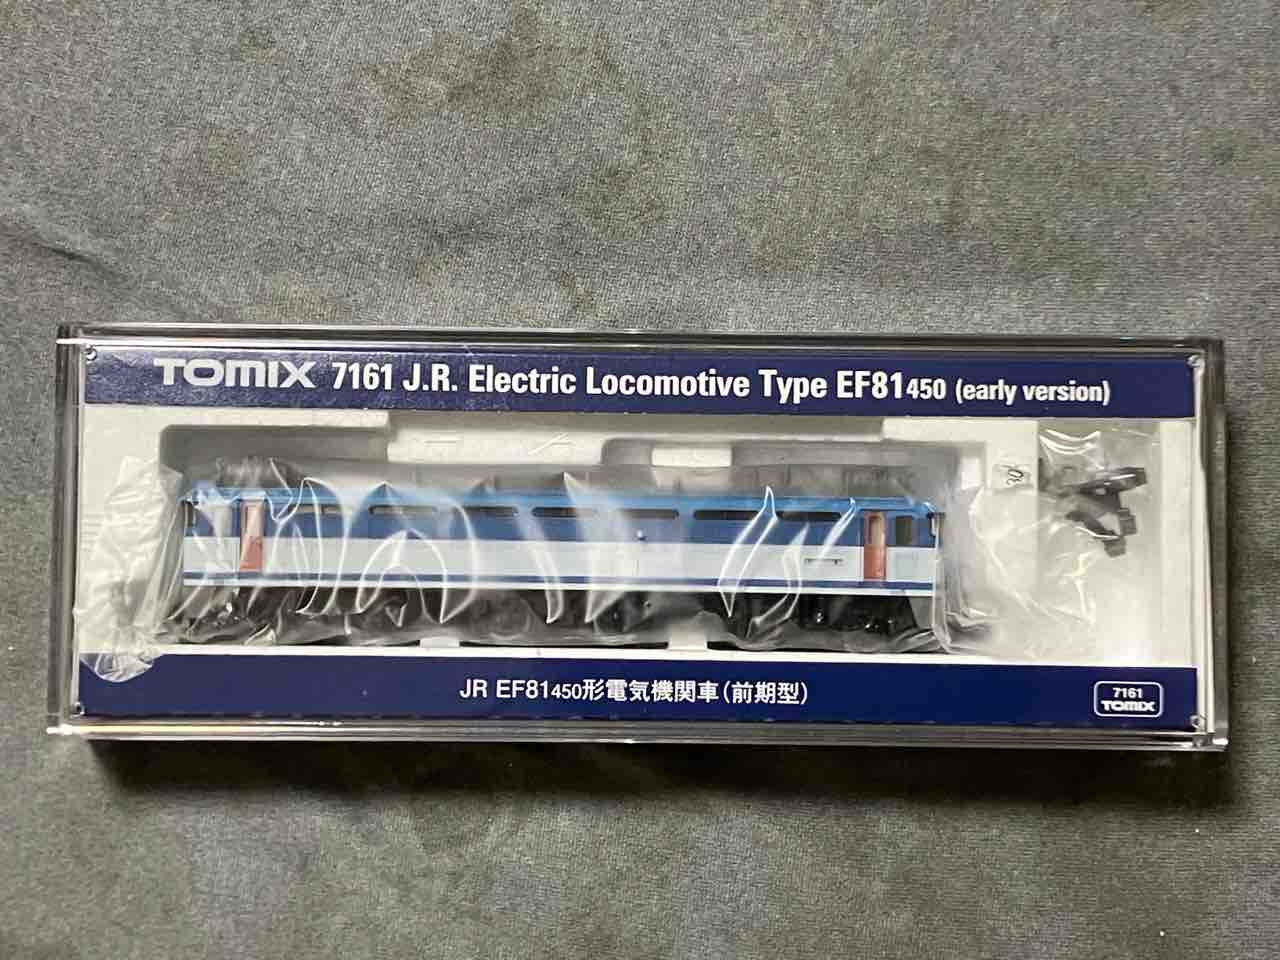 TOMIX 7161 J.R. Electric Locomotive Type EF81450 (early version)
JR EF81450形電気機関車(前期型)
7161
TOMIX